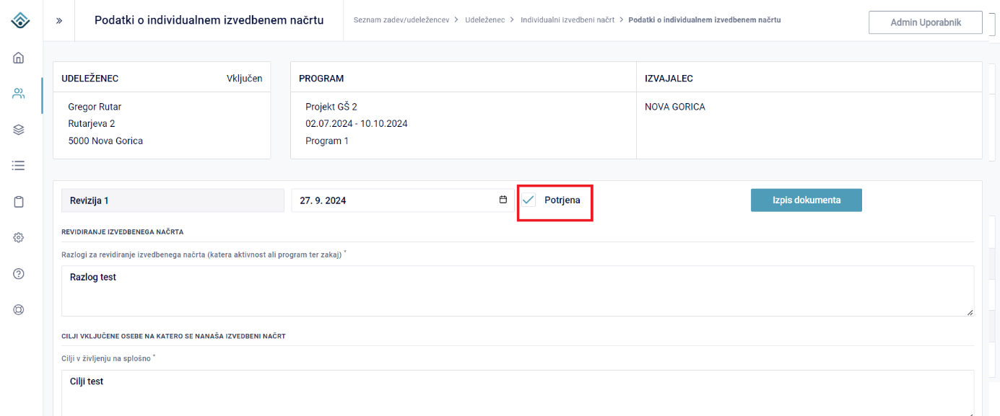 Podatki o individualnem izvedbenem načrtu
Seznam zadev/udeležencev > Udeleženec > Individualni izvedbeni načrt > Podatki o individualnem izvedbenem načrtu
Admin Uporabnik
UDELEŽENEC Vključen
Gregor Rutar
Rutarjeva 2
5000 Nova Gorica
PROGRAM
Projekt GŠ 2
02.07.2024 - 10.10.2024
Program 1
IZVAJALEC
NOVA GORICA
Revizija 1 27. 9. 2024 Potrjena Izpis dokumenta
REVIDIRANJE IZVEDBENEGA NAČRTA
Razlogi za revidiranje izvedbenega načrta (katera aktivnost ali program ter zakaj) *
Razlog test
CILJI VKLJUČENE OSEBE NA KATERO SE NANAŠA IZVEDBENI NAČRT
Cilji v življenju na splošno *
Cilji test